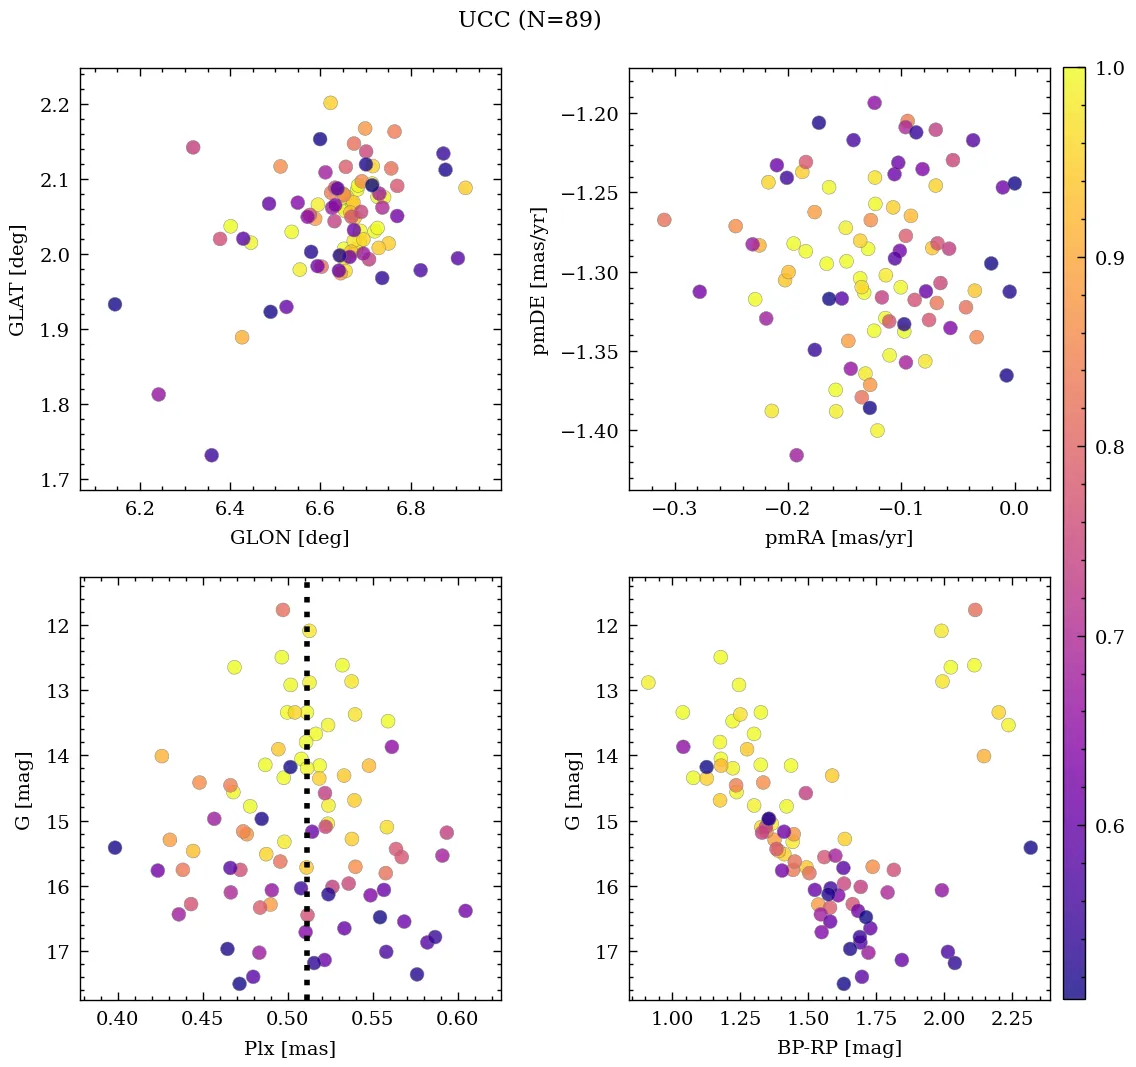 UCC (N=89)
2.2
2.1
2.0
1.9
1.8
1.7
GLAT [deg]
6.2 6.4 6.6 6.8
GLON [deg]
−1.20
−1.25
−1.30
−1.35
−1.40
pmDE [mas/yr]
−0.3 −0.2 −0.1 0.0
pmRA [mas/yr]
12
13
14
15
16
17
G [mag]
0.40 0.45 0.50 0.55 0.60
Plx [mas]
12
13
14
15
16
17
G [mag]
1.00 1.25 1.50 1.75 2.00 2.25
BP-RP [mag]
1.0
0.9
0.8
0.7
0.6